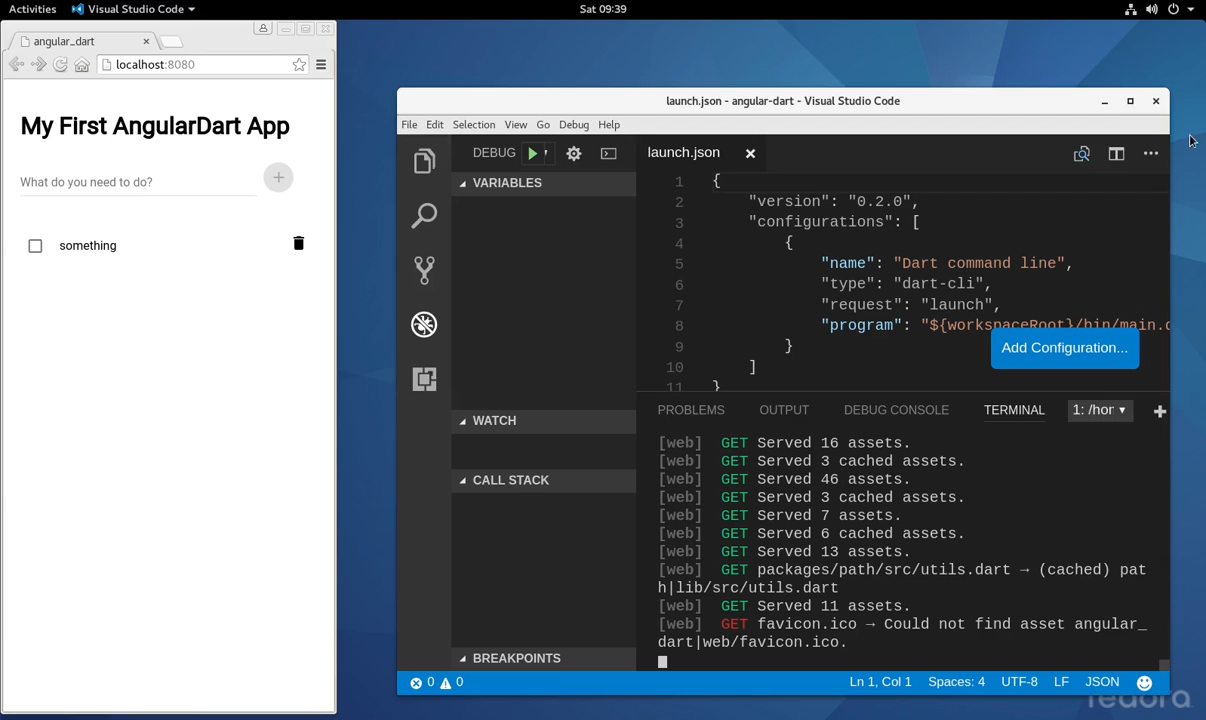 Activities
Visual Studio Code
Sat 09:39
angular_dart
localhost:8080
My First AngularDart App
What do you need to do?
something
launch.json - angular-dart - Visual Studio Code
File Edit Selection View Go Debug Help
DEBUG
VARIABLES
WATCH
CALL STACK
BREAKPOINTS
launch.json
1 {
2 "version": "0.2.0",
3 "configurations": [
4 {
5 "name": "Dart command line",
6 "type": "dart-cli",
7 "request": "launch",
8 "program": "${workspaceRoot}/bin/main.d
9 }
10 ]
11 }
Add Configuration...
PROBLEMS OUTPUT DEBUG CONSOLE TERMINAL 1: /hor
[web] GET Served 16 assets.
[web] GET Served 3 cached assets.
[web] GET Served 46 assets.
[web] GET Served 3 cached assets.
[web] GET Served 7 assets.
[web] GET Served 6 cached assets.
[web] GET Served 13 assets.
[web] GET packages/path/src/utils.dart → (cached) pat
h|lib/src/utils.dart
[web] GET Served 11 assets.
[web] GET favicon.ico → Could not find asset angular_
dart|web/favicon.ico.
0 0
Ln 1, Col 1 Spaces: 4 UTF-8 LF JSON
fedora